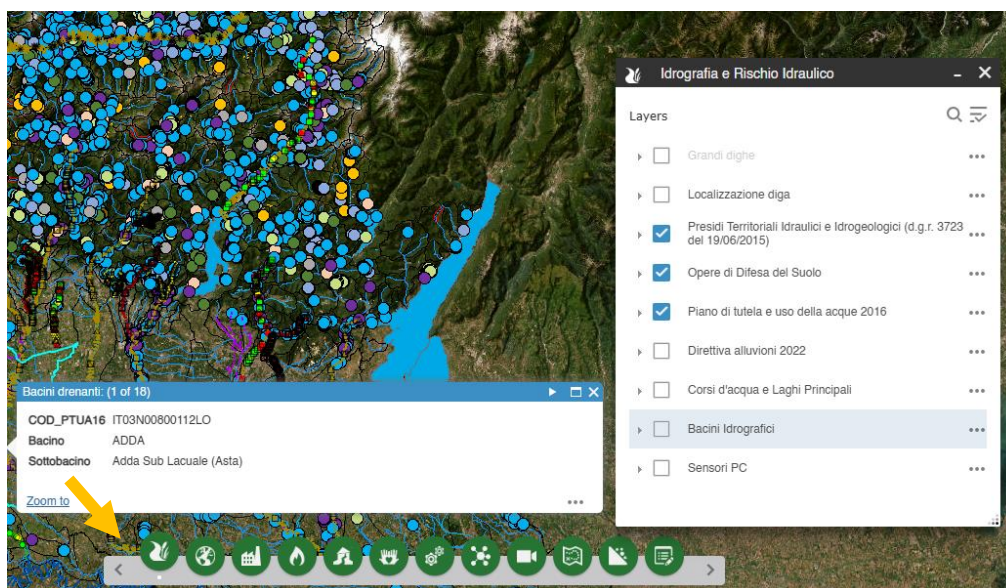 Idrografia e Rischio Idraulico
Layers
Grandi dighe
Localizzazione diga
Presidi Territoriali Idraulici e Idrogeologici (d.g.r. 3723
del 19/06/2015)
Opere di Difesa del Suolo
Piano di tutela e uso della acque 2016
Direttiva alluvioni 2022
Corsi d'acqua e Laghi Principali
Bacini Idrografici
Sensori PC
Bacini drenanti: (1 of 18)
COD_PTUA16 IT03N00800112LO
Bacino ADDA
Sottobacino Adda Sub Lacuale (Asta)
Zoom to